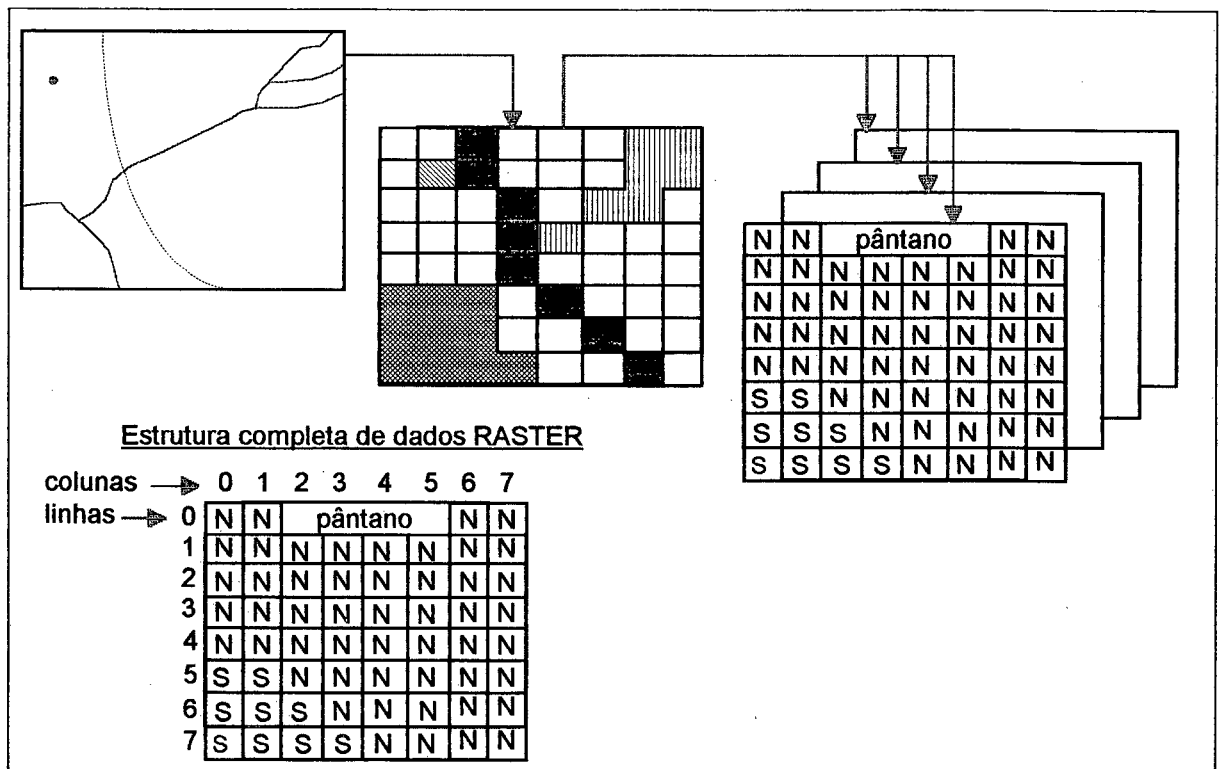 N N pântano N N
N N N N N N N N
N N N N N N N N
N N N N N N N N
N N N N N N N N
S S N N N N N N
S S S N N N N N
S S S S N N N N
Estrutura completa de dados RASTER
colunas 0 1 2 3 4 5 6 7
linhas 0 N N pântano N N
1 N N N N N N N N
2 N N N N N N N N
3 N N N N N N N N
4 N N N N N N N N
5 S S N N N N N N
6 S S S N N N N N
7 S S S S N N N N